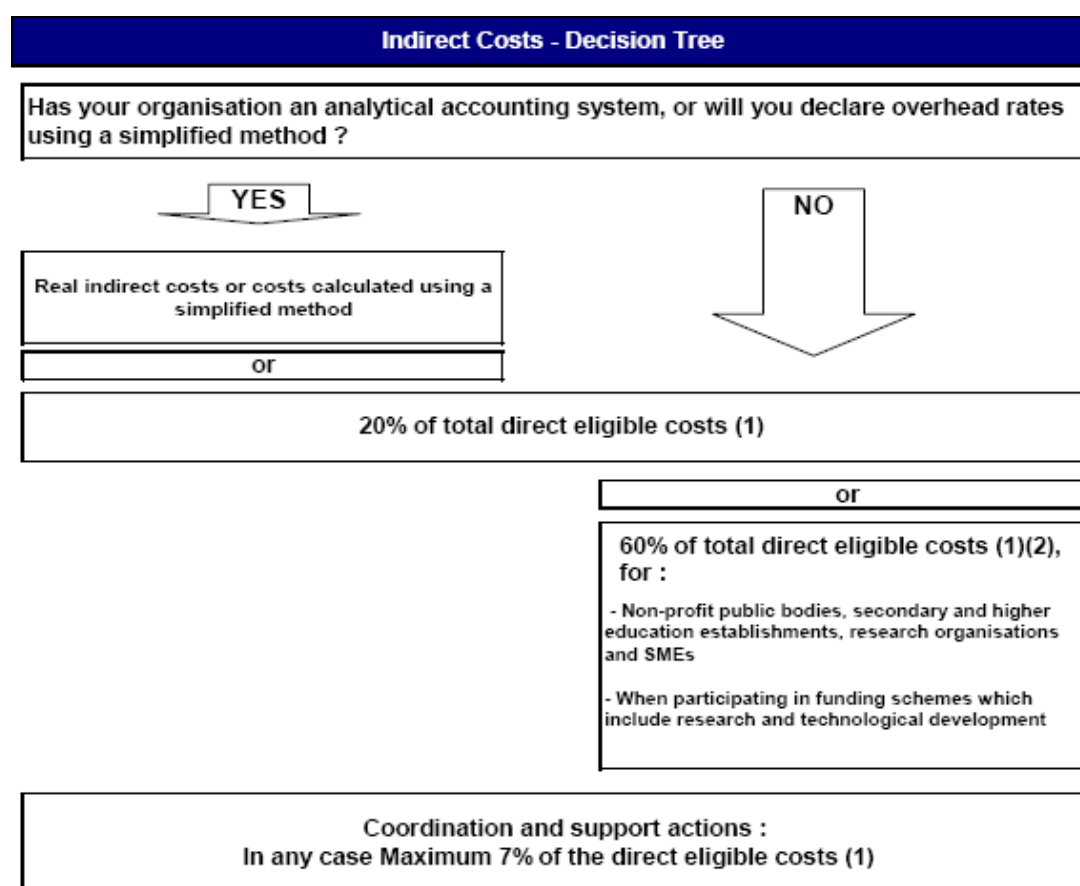 Indirect Costs - Decision Tree
Has your organisation an analytical accounting system, or will you declare overhead rates
using a simplified method ?
YES
NO
Real indirect costs or costs calculated using a
simplified method
or
20% of total direct eligible costs (1)
or
60% of total direct eligible costs (1)(2),
for :
- Non-profit public bodies, secondary and higher
education establishments, research organisations
and SMEs
- When participating in funding schemes which
include research and technological development
Coordination and support actions :
In any case Maximum 7% of the direct eligible costs (1)